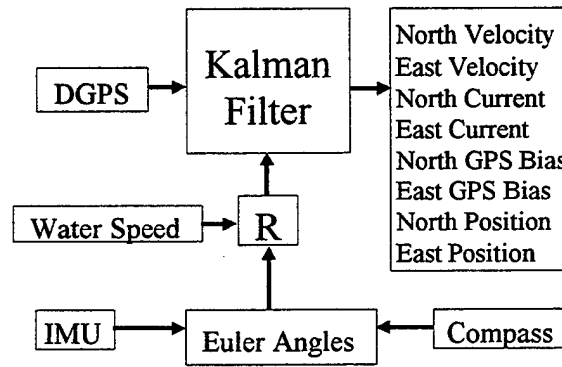 Kalman
Filter
DGPS
North Velocity
East Velocity
North Current
East Current
North GPS Bias
East GPS Bias
North Position
East Position
Water Speed
R
IMU
Euler Angles
Compass